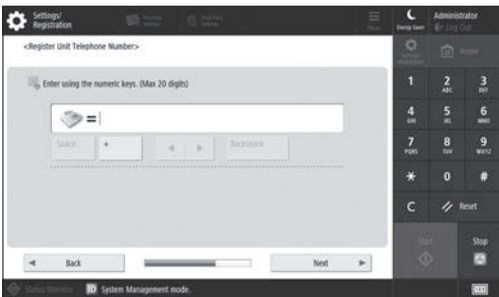 Settings/
Registration
Energy Saver
Administrator
Log Out
<Register Unit Telephone Number>
Home
Enter using the numeric keys. (Max 20 digits)
=
Space + ◀ ▶ Backspace
1 2 ABC 3 DEF
4 GHI 5 JKL 6 MNO
7 PQRS 8 TUV 9 WXYZ
* 0 #
C Reset
Start Stop
◀ Back Next ▶
Status Monitor System Management mode.